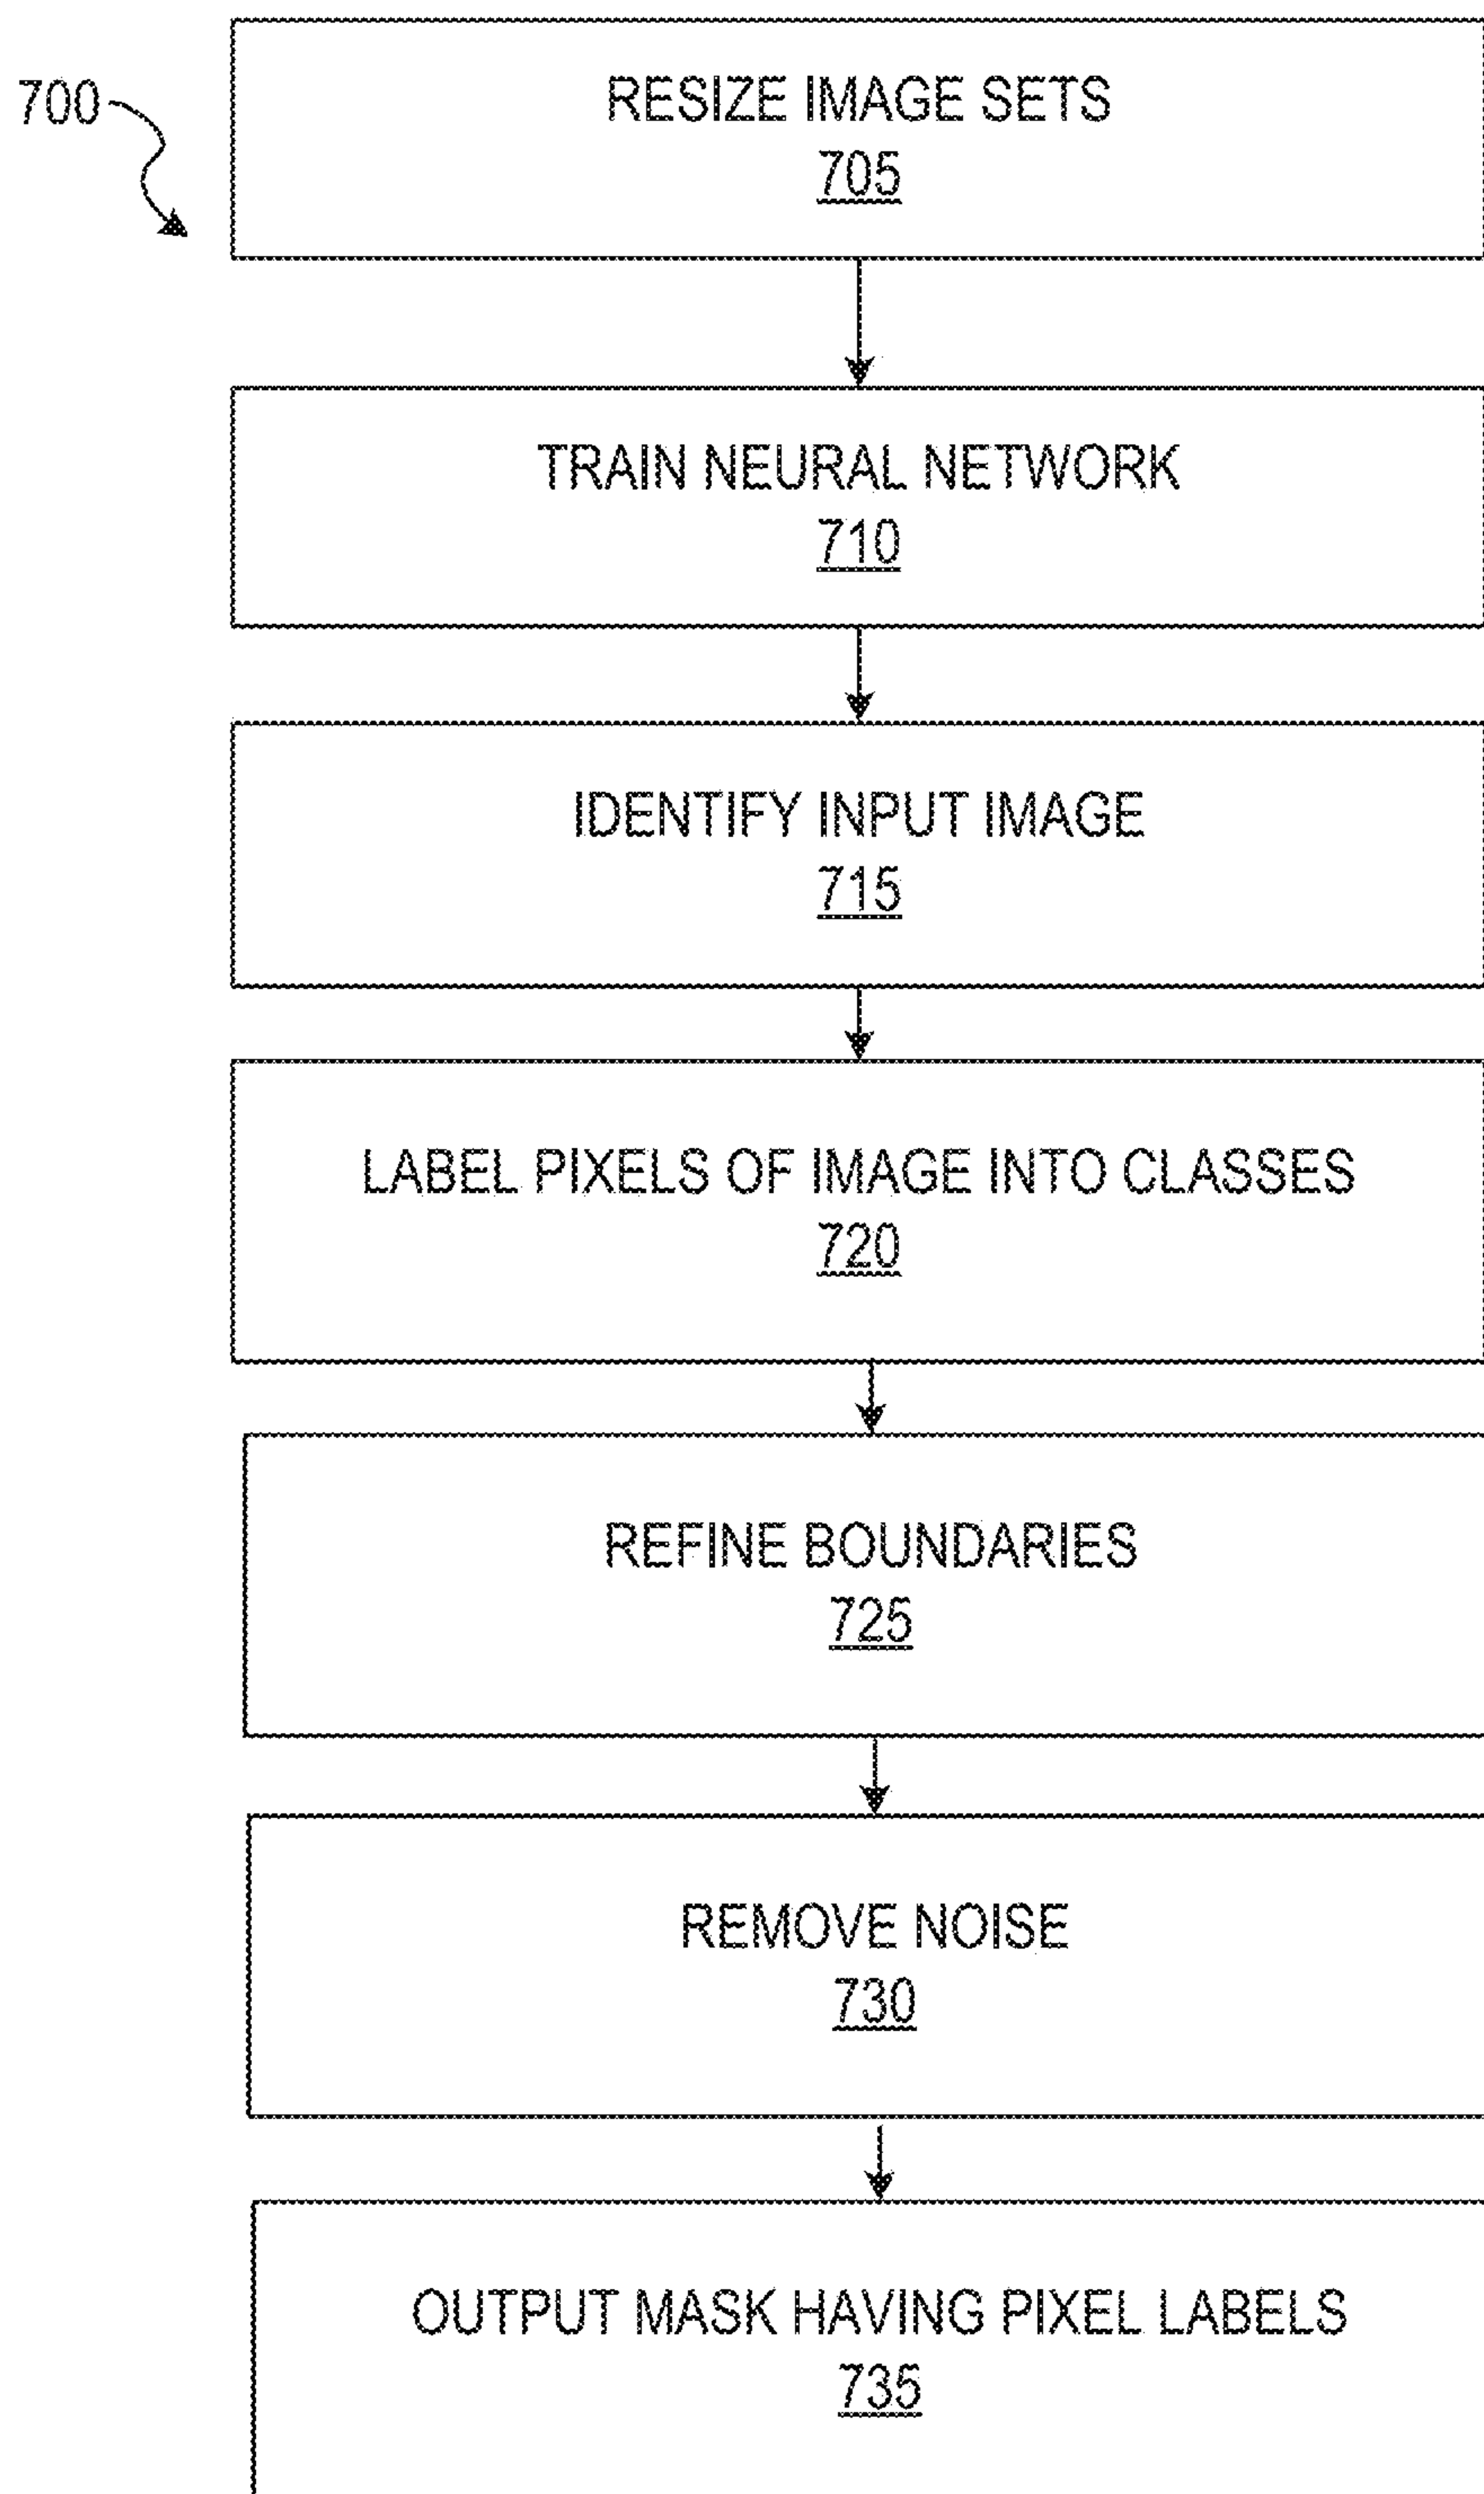 700
RESIZE IMAGE SETS
705
TRAIN NEURAL NETWORK
710
IDENTIFY INPUT IMAGE
715
LABEL PIXELS OF IMAGE INTO CLASSES
720
REFINE BOUNDARIES
725
REMOVE NOISE
730
OUTPUT MASK HAVING PIXEL LABELS
735